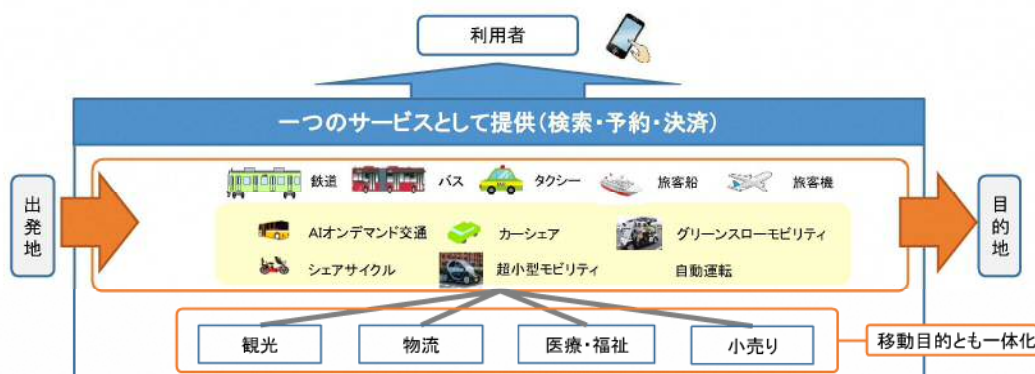 利用者
一つのサービスとして提供(検索・予約・決済)
出発地
鉄道 バス タクシー 旅客船 旅客機
AIオンデマンド交通 カーシェア グリーンスローモビリティ
シェアサイクル 超小型モビリティ 自動運転
目的地
観光 物流 医療・福祉 小売り
移動目的とも一体化